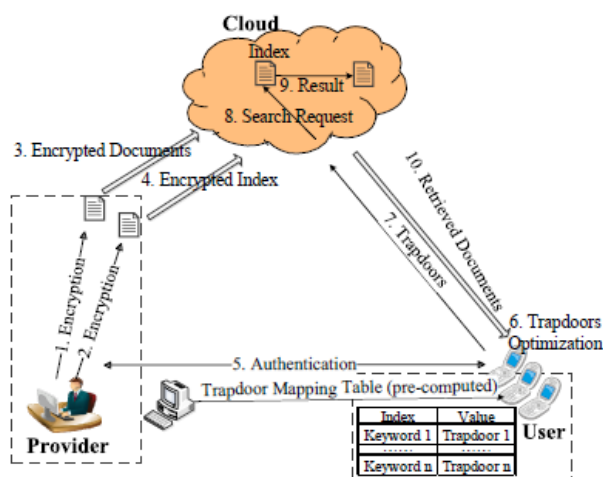 Cloud
Index
9. Result
8. Search Request
3. Encrypted Documents
4. Encrypted Index
10. Retrieved Documents
7. Trapdoors
1. Encryption
2. Encryption
6. Trapdoors
Optimization
5. Authentication
Trapdoor Mapping Table (pre-computed)
Provider
User
Index Value
Keyword 1 Trapdoor 1
...... ......
Keyword n Trapdoor n